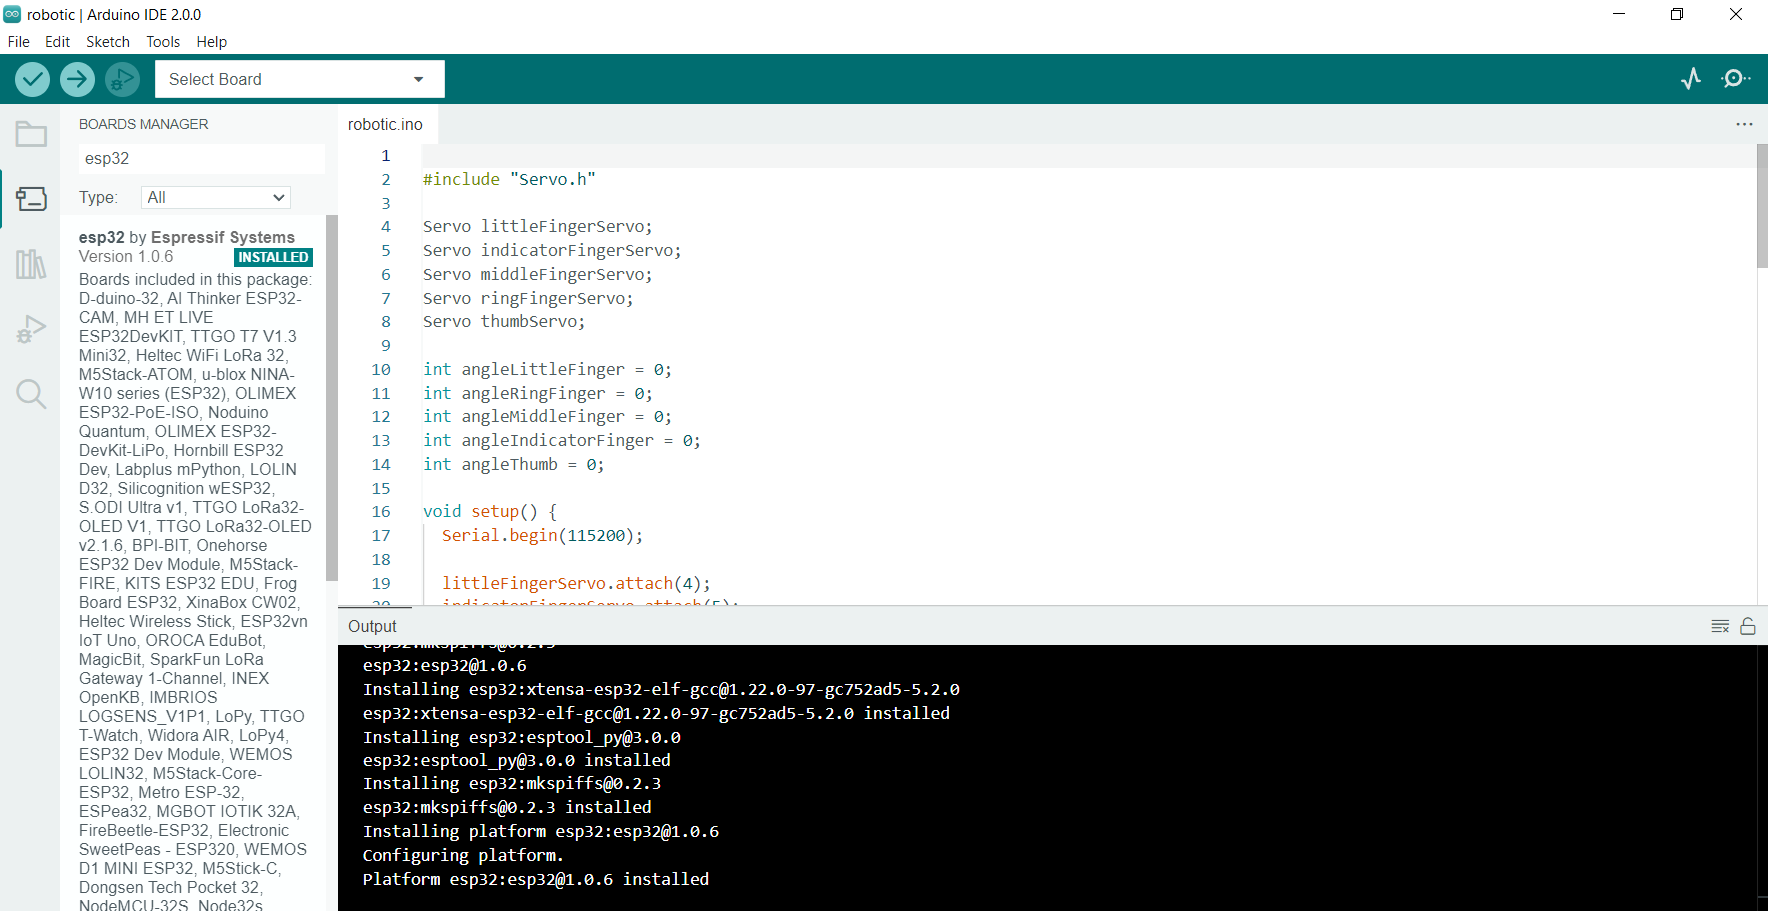 robotic | Arduino IDE 2.0.0
File Edit Sketch Tools Help
Select Board
BOARDS MANAGER
esp32
Type: All
esp32 by Espressif Systems
Version 1.0.6 INSTALLED
Boards included in this package:
D-duino-32, AI Thinker ESP32-
CAM, MH ET LIVE
ESP32DevKIT, TTGO T7 V1.3
Mini32, Heltec WiFi LoRa 32,
M5Stack-ATOM, u-blox NINA-
W10 series (ESP32), OLIMEX
ESP32-PoE-ISO, Noduino
Quantum, OLIMEX ESP32-
DevKit-LiPo, Hornbill ESP32
Dev, Labplus mPython, LOLIN
D32, Silicognition wESP32,
S.ODI Ultra v1, TTGO LoRa32-
OLED V1, TTGO LoRa32-OLED
v2.1.6, BPI-BIT, Onehorse
ESP32 Dev Module, M5Stack-
FIRE, KITS ESP32 EDU, Frog
Board ESP32, XinaBox CW02,
Heltec Wireless Stick, ESP32vn
IoT Uno, OROCA EduBot,
MagicBit, SparkFun LoRa
Gateway 1-Channel, INEX
OpenKB, IMBRIOS
LOGSENS_V1P1, LoPy, TTGO
T-Watch, Widora AIR, LoPy4,
ESP32 Dev Module, WEMOS
LOLIN32, M5Stack-Core-
ESP32, Metro ESP-32,
ESPea32, MGBOT IOTIK 32A,
FireBeetle-ESP32, Electronic
SweetPeas - ESP320, WEMOS
D1 MINI ESP32, M5Stick-C,
Dongsen Tech Pocket 32,
NodeMCU-32S, Node32s
robotic.ino
1
2 #include "Servo.h"
3
4 Servo littleFingerServo;
5 Servo indicatorFingerServo;
6 Servo middleFingerServo;
7 Servo ringFingerServo;
8 Servo thumbServo;
9
10 int angleLittleFinger = 0;
11 int angleRingFinger = 0;
12 int angleMiddleFinger = 0;
13 int angleIndicatorFinger = 0;
14 int angleThumb = 0;
15
16 void setup() {
17 Serial.begin(115200);
18
19 littleFingerServo.attach(4);
20 indicatorFingerServo.attach(5);
Output
esp32:mkspiffs@0.2.3
esp32:esp32@1.0.6
Installing esp32:xtensa-esp32-elf-gcc@1.22.0-97-gc752ad5-5.2.0
esp32:xtensa-esp32-elf-gcc@1.22.0-97-gc752ad5-5.2.0 installed
Installing esp32:esptool_py@3.0.0
esp32:esptool_py@3.0.0 installed
Installing esp32:mkspiffs@0.2.3
esp32:mkspiffs@0.2.3 installed
Installing platform esp32:esp32@1.0.6
Configuring platform.
Platform esp32:esp32@1.0.6 installed